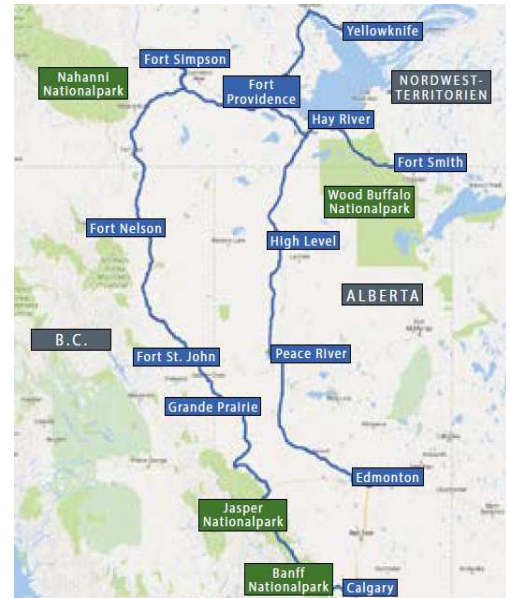 Yellowknife
Fort Simpson
Nahanni
Nationalpark
NORDWEST-
TERRITORIEN
Fort
Providence
Hay River
Fort Smith
Wood Buffalo
Nationalpark
Fort Nelson
High Level
ALBERTA
B.C.
Fort St. John
Peace River
Grande Prairie
Edmonton
Jasper
Nationalpark
Banff
Nationalpark
Calgary